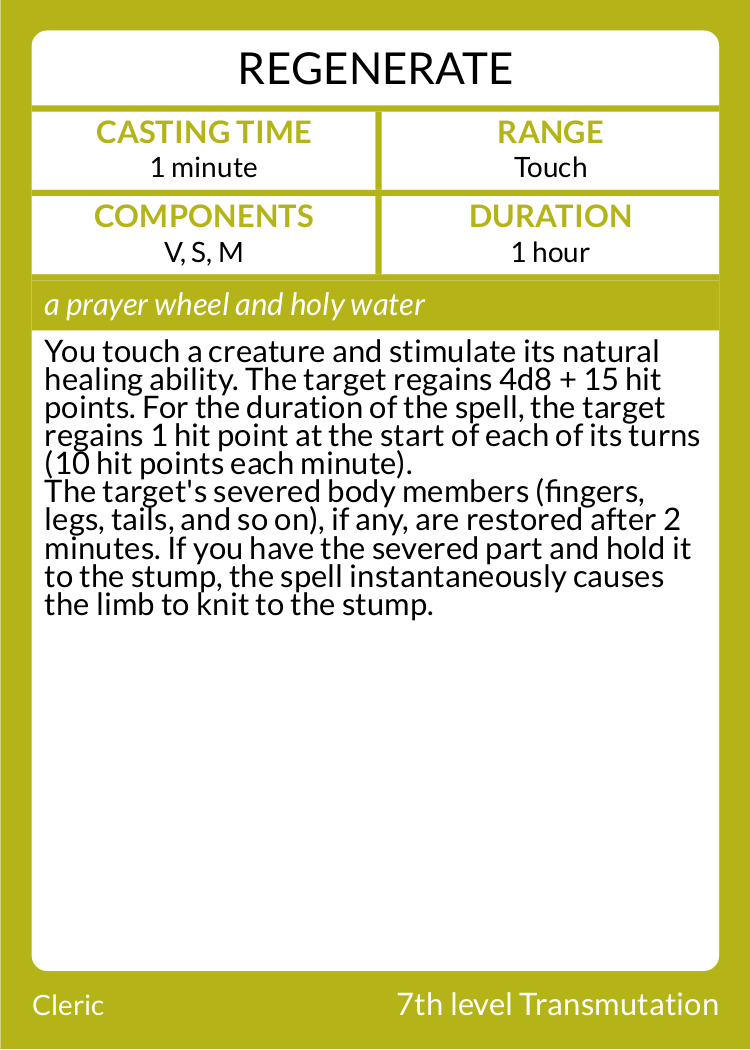 REGENERATE
CASTING TIME
1 minute
RANGE
Touch
COMPONENTS
V, S, M
DURATION
1 hour
a prayer wheel and holy water
You touch a creature and stimulate its natural
healing ability. The target regains 4d8 + 15 hit
points. For the duration of the spell, the target
regains 1 hit point at the start of each of its turns
(10 hit points each minute).
The target's severed body members (fingers,
legs, tails, and so on), if any, are restored after 2
minutes. If you have the severed part and hold it
to the stump, the spell instantaneously causes
the limb to knit to the stump.
Cleric
7th level Transmutation